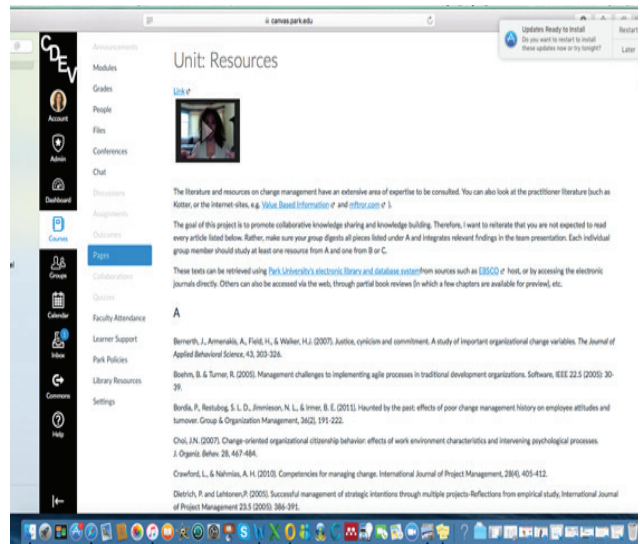 canvas.park.edu
Updates Ready to Install
Do you want to restart to install
these updates now or try tonight?
Restart
Later
CDEV
Account
Admin
Dashboard
Courses
Groups
Calendar
Inbox
Commons
Help
Announcements
Modules
Grades
People
Files
Conferences
Chat
Discussions
Assignments
Outcomes
Pages
Collaborations
Quizzes
Faculty Attendance
Learner Support
Park Policies
Library Resources
Settings
Unit: Resources
Link
The literature and resources on change management have an extensive area of expertise to be consulted. You can also look at the practitioner literature (such as
Kotter, or the internet-sites, e.g. Value Based Information and mftrou.com ).
The goal of this project is to promote collaborative knowledge sharing and knowledge building. Therefore, I want to reiterate that you are not expected to read
every article listed below. Rather, make sure your group digests all pieces listed under A and integrates relevant findings in the team presentation. Each individual
group member should study at least one resource from A and one from B or C.
These texts can be retrieved using Park University's electronic library and database systemfrom sources such as EBSCO host, or by accessing the electronic
journals directly. Others can also be accessed via the web, through partial book reviews (in which a few chapters are available for preview), etc.
A
Bernerth, J., Armenakis, A., Field, H., & Walker, H.J. (2007). Justice, cynicism and commitment. A study of important organizational change variables. The Journal of
Applied Behavioral Science, 43, 303-326.
Boehm, B. & Turner, R. (2005). Management challenges to implementing agile processes in traditional development organizations. Software, IEEE 22.5 (2005): 30-
39.
Bordia, P., Restubog, S. L. D., Jimmieson, N. L., & Irmer, B. E. (2011). Haunted by the past: effects of poor change management history on employee attitudes and
turnover. Group & Organization Management, 36(2), 191-222.
Choi, J.N. (2007). Change-oriented organizational citizenship behavior: effects of work environment characteristics and intervening psychological processes.
J. Organiz. Behav. 28, 467-484.
Crawford, L., & Nahmias, A. H. (2010). Competencies for managing change. International Journal of Project Management, 28(4), 405-412.
Dietrich, P. and Lehtonen,P. (2005). Successful management of strategic intentions through multiple projects-Reflections from empirical study, International Journal
of Project Management 23.5 (2005): 386-391.